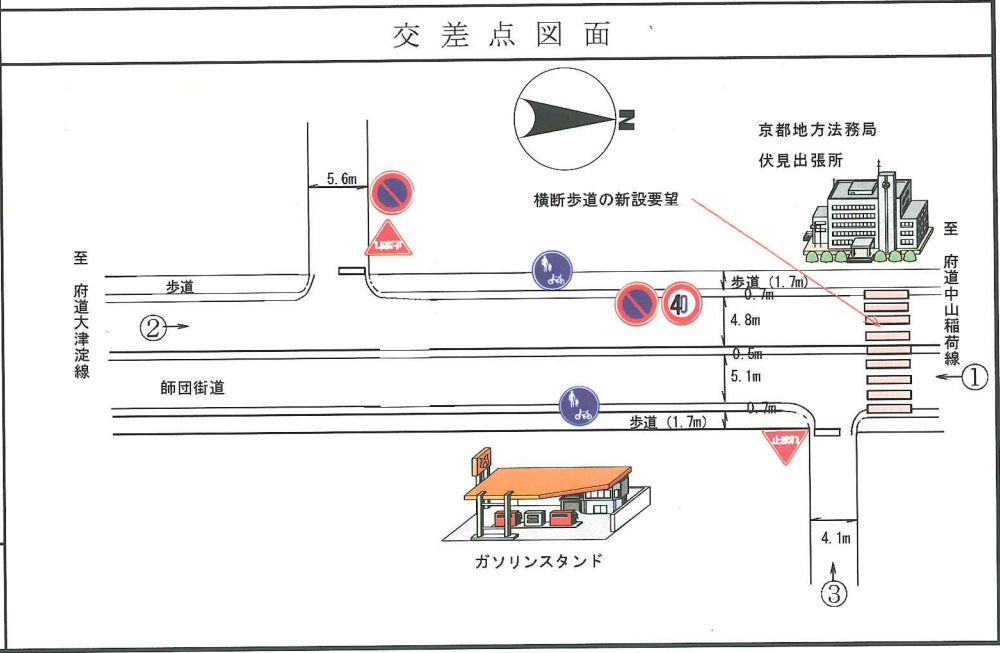 交差点図面
N
京都地方法務局
伏見出張所
横断歩道の新設要望
5.6m
止まれ
至 府道大津淀線
至 府道中山稲荷線
歩道
歩道(1.7m)
0.7m
40
4.8m
②→
0.5m
5.1m
←①
師団街道
0.7m
歩道(1.7m)
止まれ
ガソリンスタンド
4.1m
↑
③